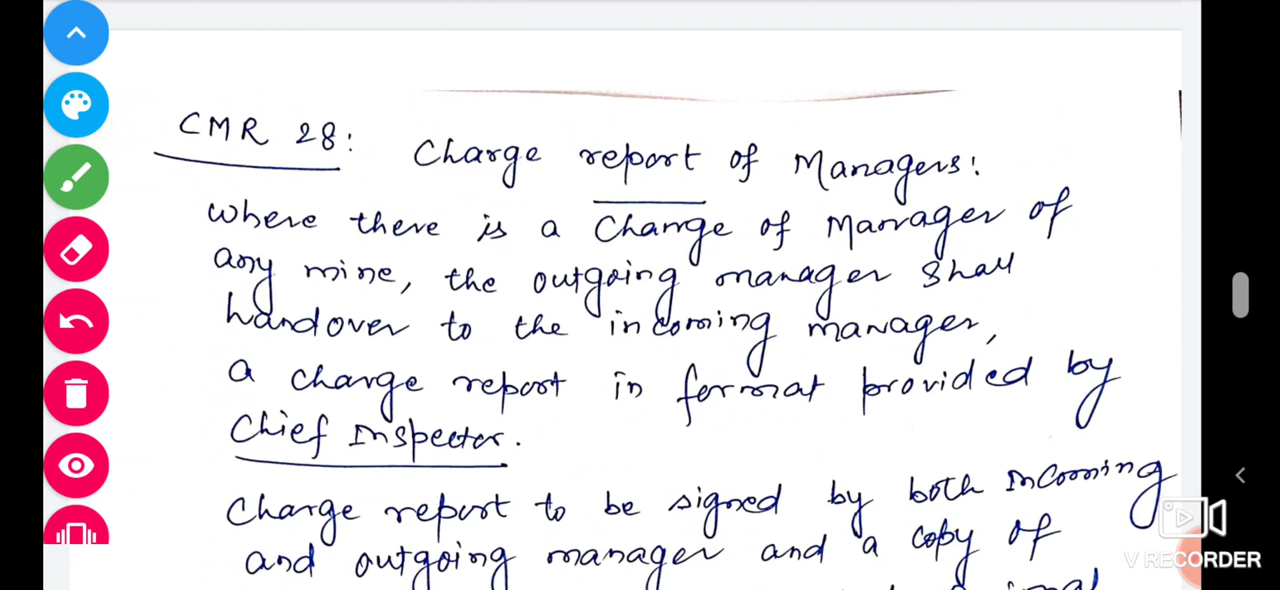 CMR 28:
Charge report of Managers:
where there is a Change of Manager of
any mine, the outgoing manager shall
handover to the incoming manager,
a charge report in format provided by
Chief Inspector.
Charge report to be signed by both incoming
and outgoing manager and a copy of
V RECORDER